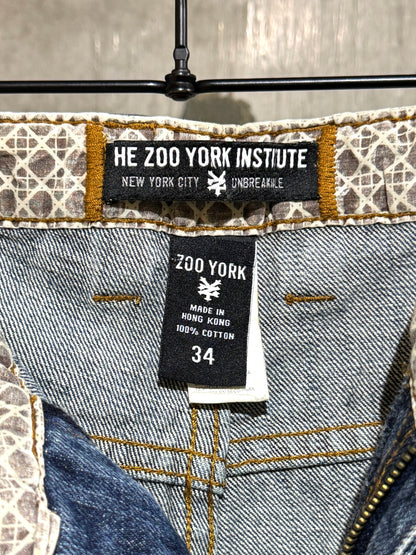 HE ZOO YORK INSTITUTE
NEW YORK CITY UNBREAKABLE
ZOO YORK
MADE IN
HONG KONG
100% COTTON
34